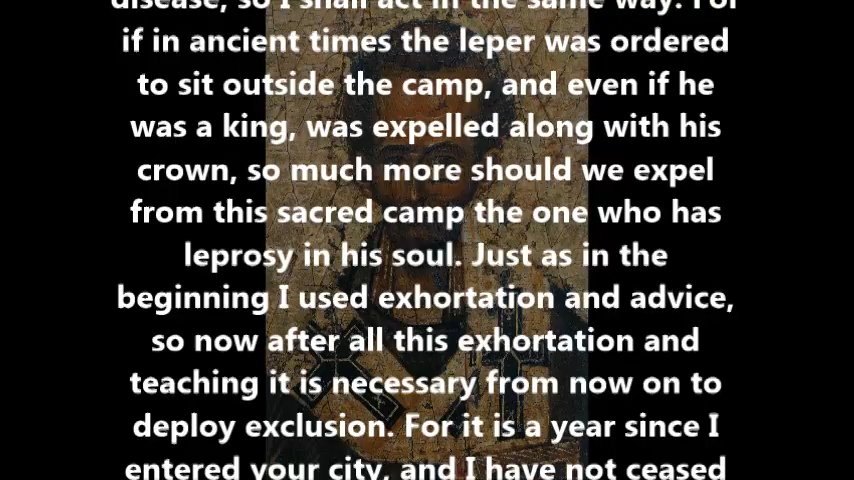 disease, so I shall act in the same way. For
if in ancient times the leper was ordered
to sit outside the camp, and even if he
was a king, was expelled along with his
crown, so much more should we expel
from this sacred camp the one who has
leprosy in his soul. Just as in the
beginning I used exhortation and advice,
so now after all this exhortation and
teaching it is necessary from now on to
deploy exclusion. For it is a year since I
entered your city, and I have not ceased